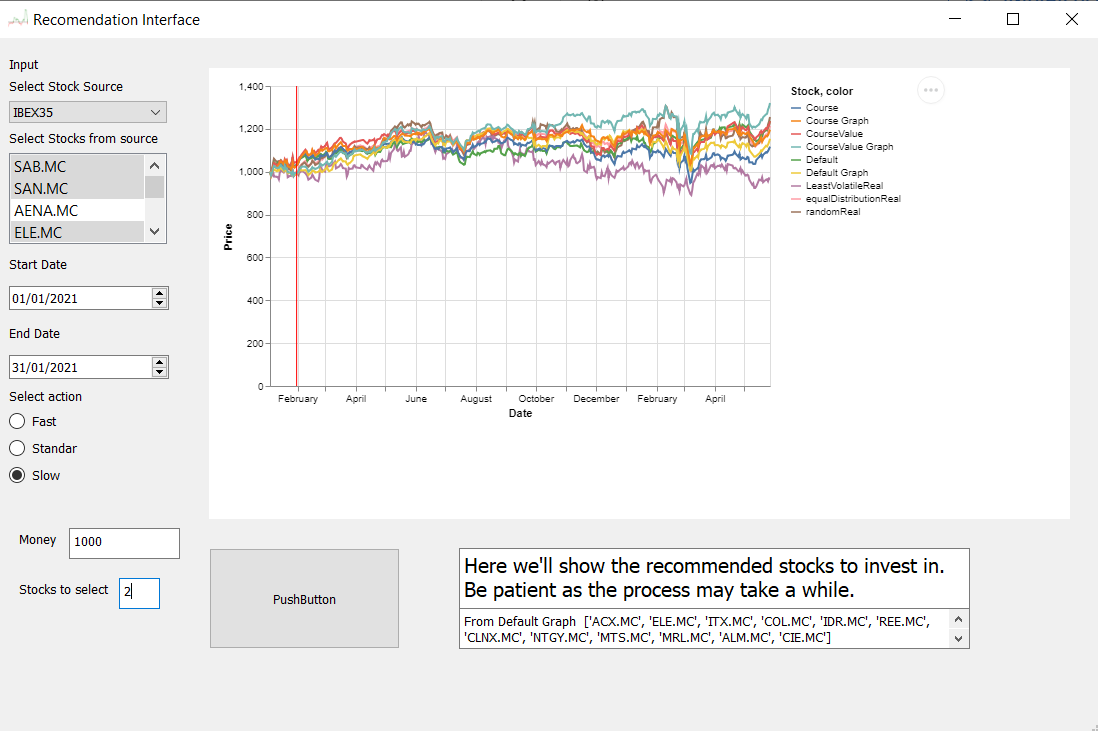 Recomendation Interface
Input
Select Stock Source
IBEX35
Select Stocks from source
SAB.MC
SAN.MC
AENA.MC
ELE.MC
Start Date
01/01/2021
End Date
31/01/2021
Select action
Fast
Standar
Slow
Money 1000
Stocks to select 2
1,400
1,200
1,000
800
600
400
200
0
Price
February April June August October December February April
Date
Stock, color
Course
Course Graph
CourseValue
CourseValue Graph
Default
Default Graph
LeastVolatileReal
equalDistributionReal
randomReal
PushButton
Here we'll show the recommended stocks to invest in.
Be patient as the process may take a while.
From Default Graph ['ACX.MC', 'ELE.MC', 'ITX.MC', 'COL.MC', 'IDR.MC', 'REE.MC',
'CLNX.MC', 'NTGY.MC', 'MTS.MC', 'MRL.MC', 'ALM.MC', 'CIE.MC']